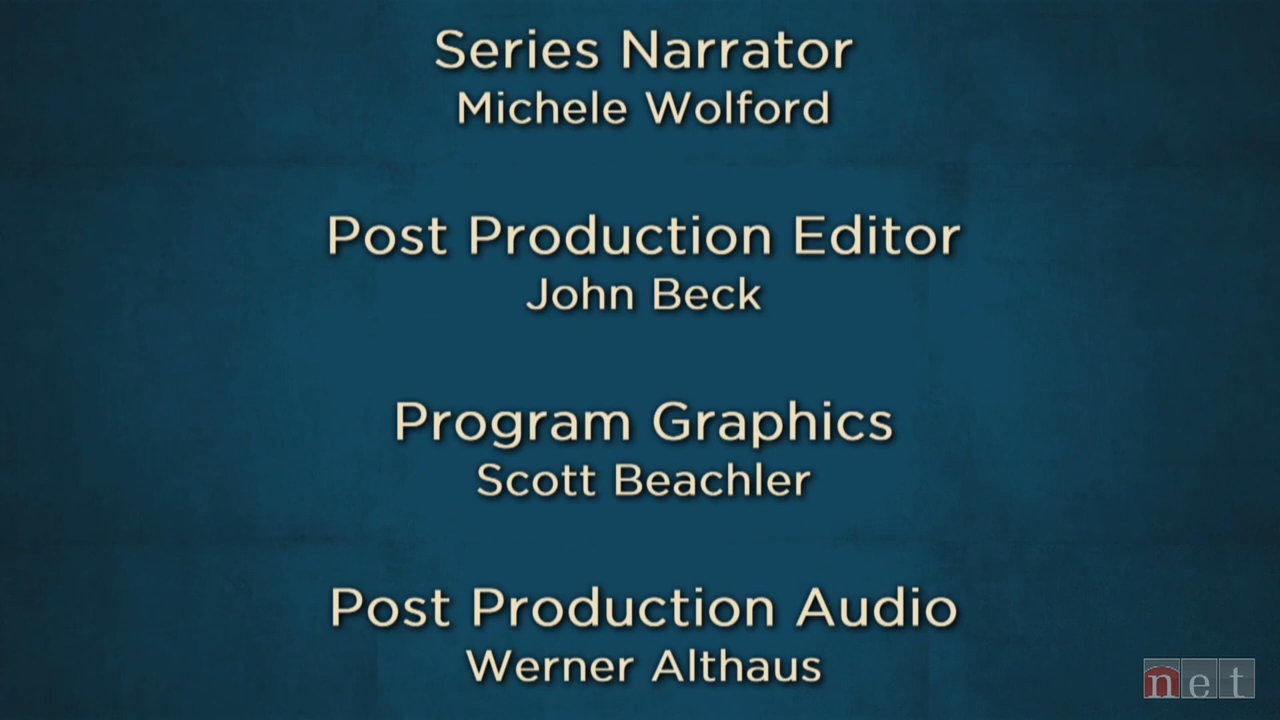 Series Narrator
Michele Wolford
Post Production Editor
John Beck
Program Graphics
Scott Beachler
Post Production Audio
Werner Althaus
net